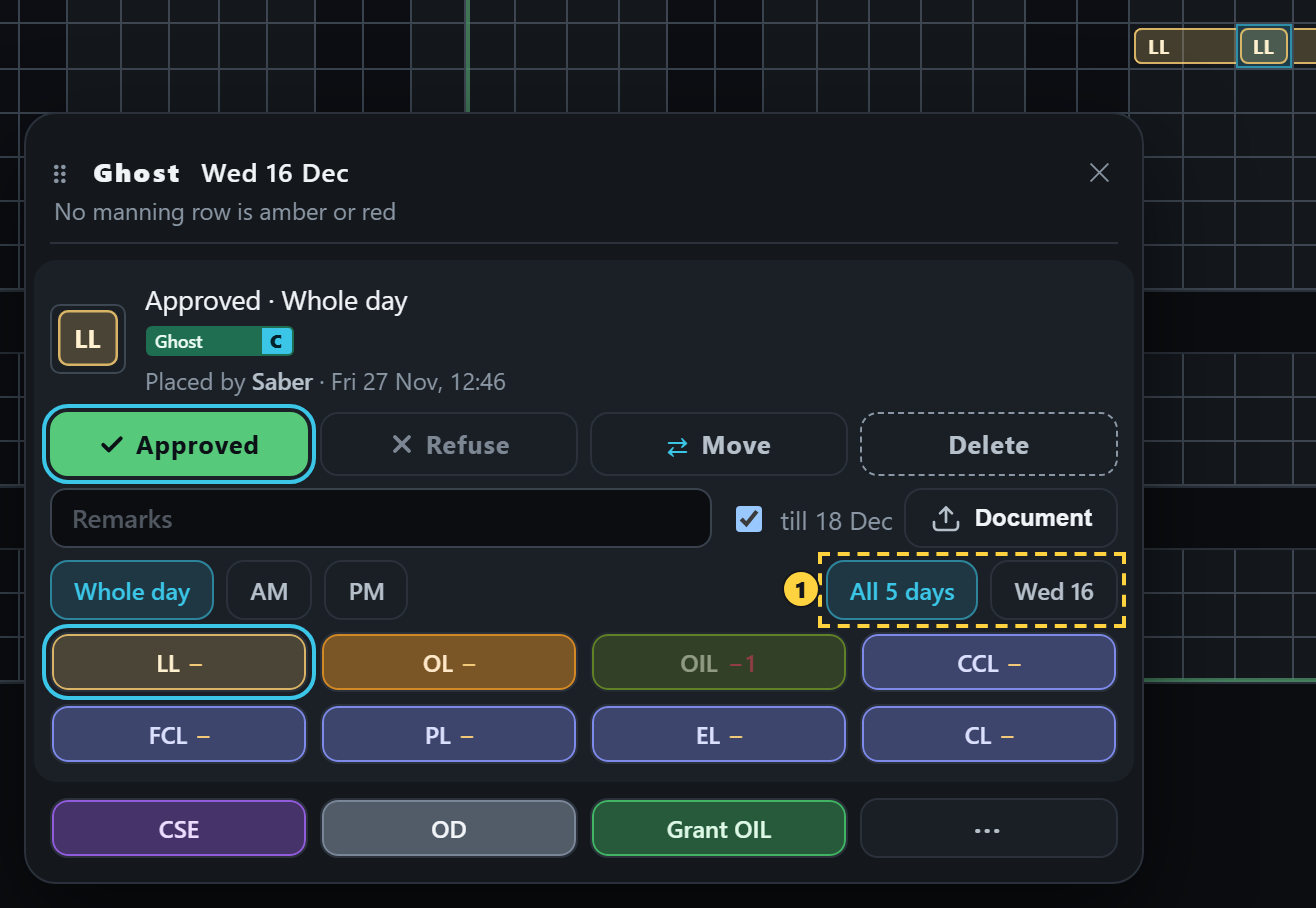 LL LL
Ghost Wed 16 Dec
No manning row is amber or red
LL
Approved · Whole day
Ghost C
Placed by Saber · Fri 27 Nov, 12:46
Approved Refuse Move Delete
Remarks till 18 Dec Document
Whole day AM PM 1 All 5 days Wed 16
LL – OL – OIL –1 CCL –
FCL – PL – EL – CL –
CSE OD Grant OIL ...